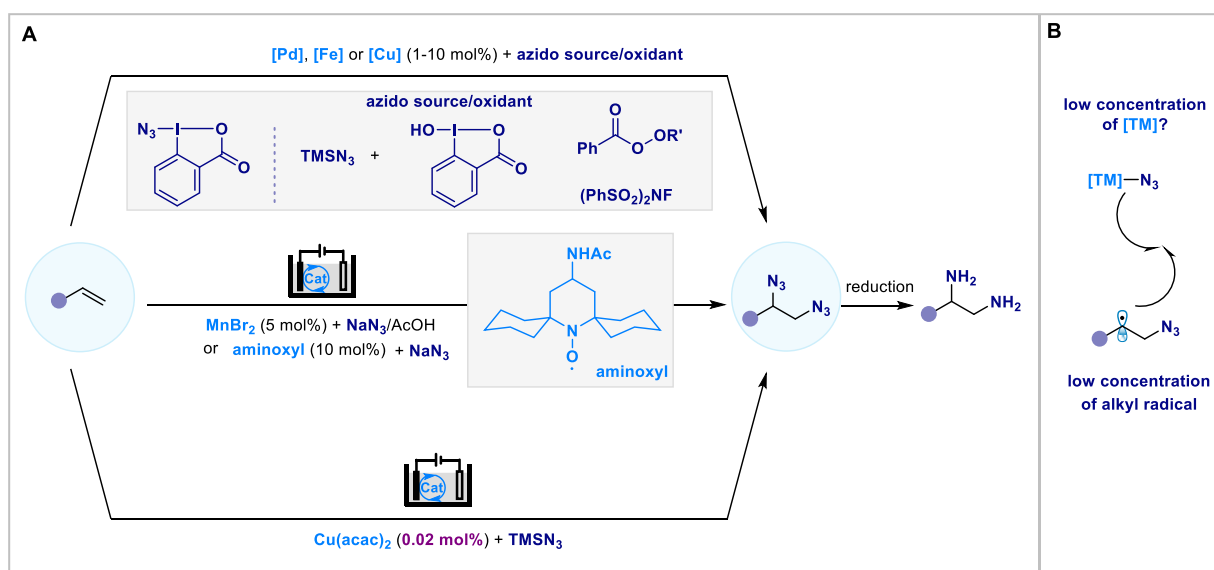 A
[Pd], [Fe] or [Cu] (1-10 mol%) + azido source/oxidant
azido source/oxidant
N3 I O
O
TMSN3 +
HO I O
O
O
Ph O OR'
(PhSO2)2NF
Cat
MnBr2 (5 mol%) + NaN3/AcOH
or aminoxyl (10 mol%) + NaN3
NHAc
N
O
aminoxyl
N3
N3
reduction
NH2
NH2
Cat
Cu(acac)2 (0.02 mol%) + TMSN3
B
low concentration
of [TM]?
[TM]—N3
N3
low concentration
of alkyl radical